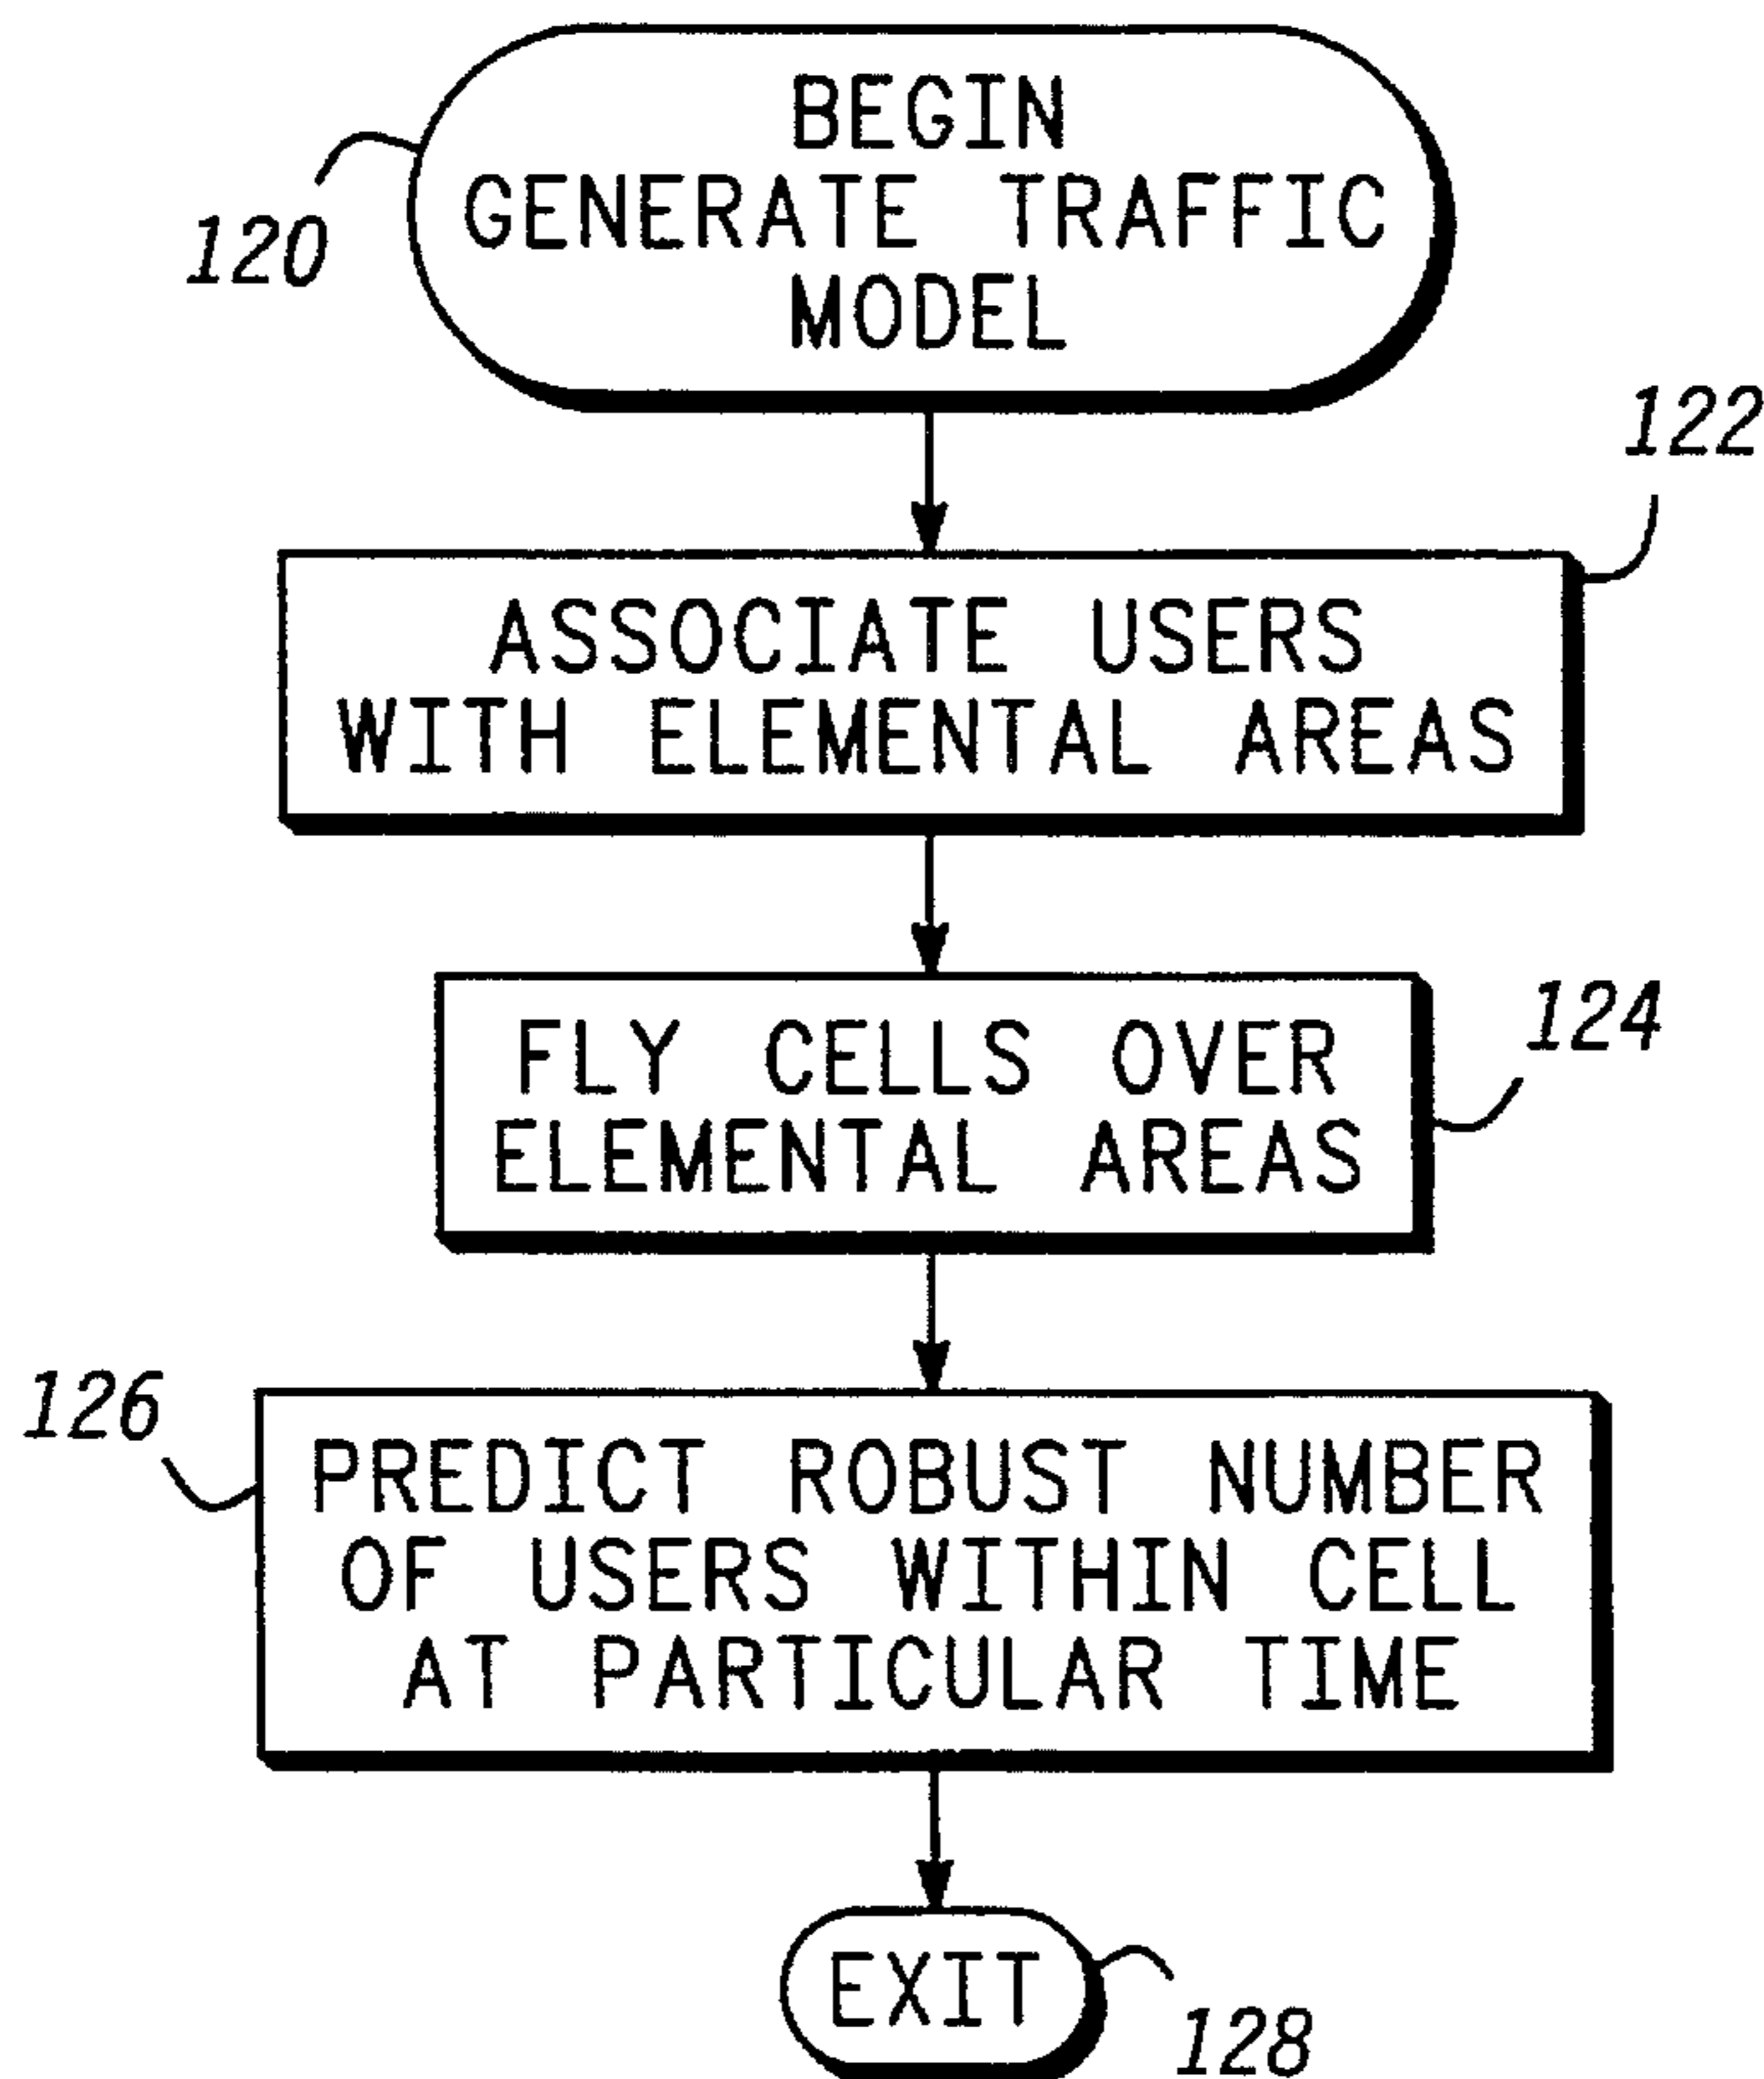 BEGIN
GENERATE TRAFFIC
MODEL
120
122
ASSOCIATE USERS
WITH ELEMENTAL AREAS
124
FLY CELLS OVER
ELEMENTAL AREAS
126
PREDICT ROBUST NUMBER
OF USERS WITHIN CELL
AT PARTICULAR TIME
EXIT
128